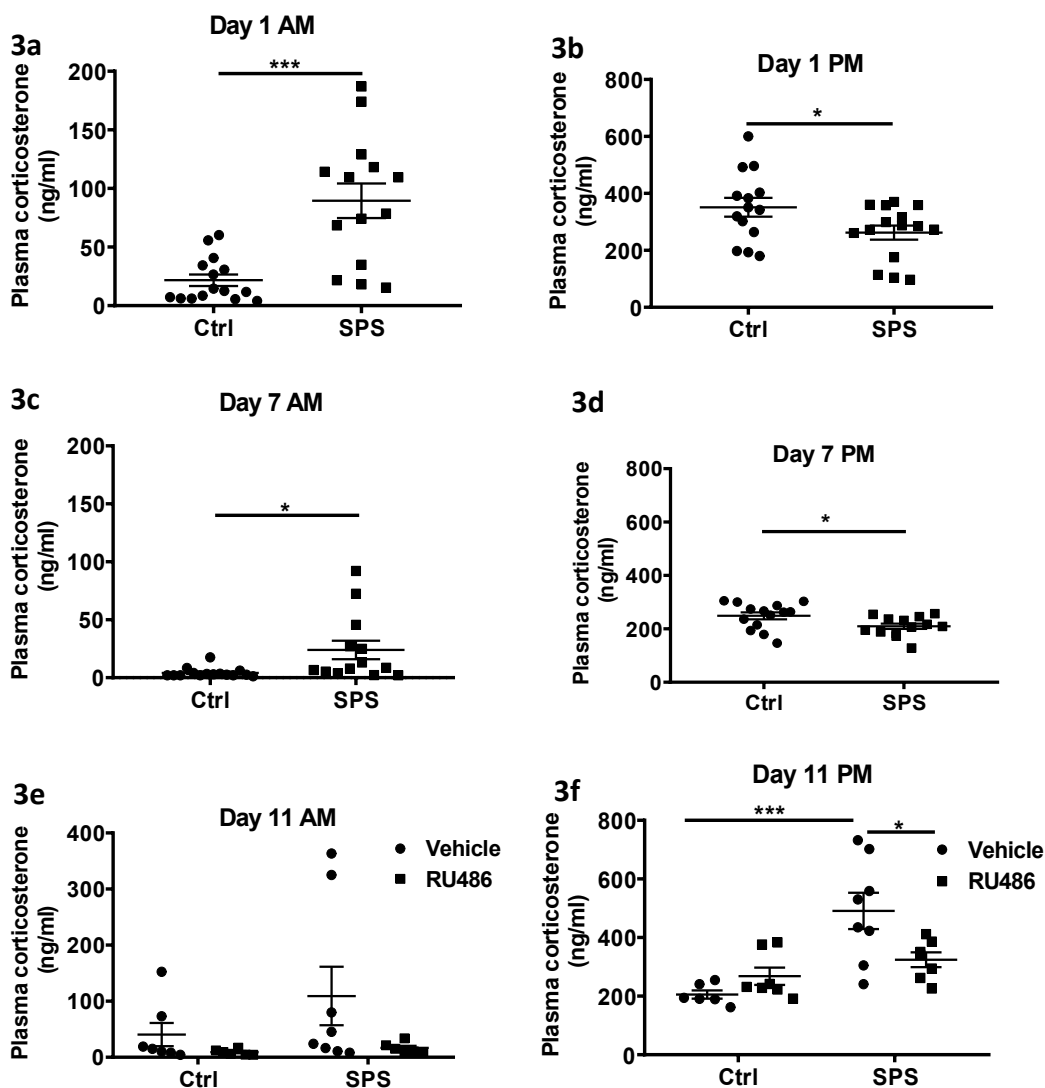 3a
Day 1 AM
***
Plasma corticosterone
(ng/ml)
200
150
100
50
0
Ctrl
SPS
3b
Day 1 PM
*
Plasma corticosterone
(ng/ml)
800
600
400
200
0
Ctrl
SPS
3c
Day 7 AM
*
Plasma corticosterone
(ng/ml)
200
150
100
50
0
Ctrl
SPS
3d
Day 7 PM
*
Plasma corticosterone
(ng/ml)
800
600
400
200
0
Ctrl
SPS
3e
Day 11 AM
Plasma corticosterone
(ng/ml)
400
300
200
100
0
Vehicle
RU486
Ctrl
SPS
3f
Day 11 PM
***
*
Plasma corticosterone
(ng/ml)
800
600
400
200
0
Vehicle
RU486
Ctrl
SPS